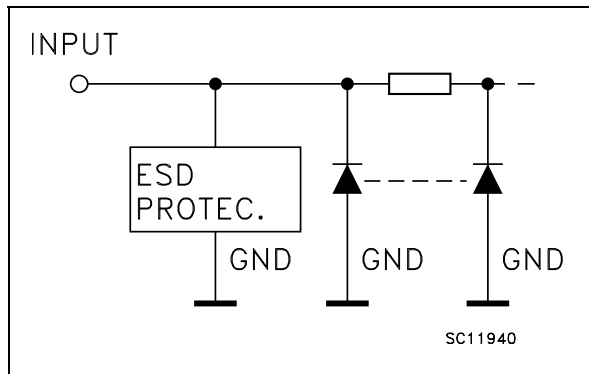 INPUT
ESD
PROTEC.
GND
GND
GND
SC11940